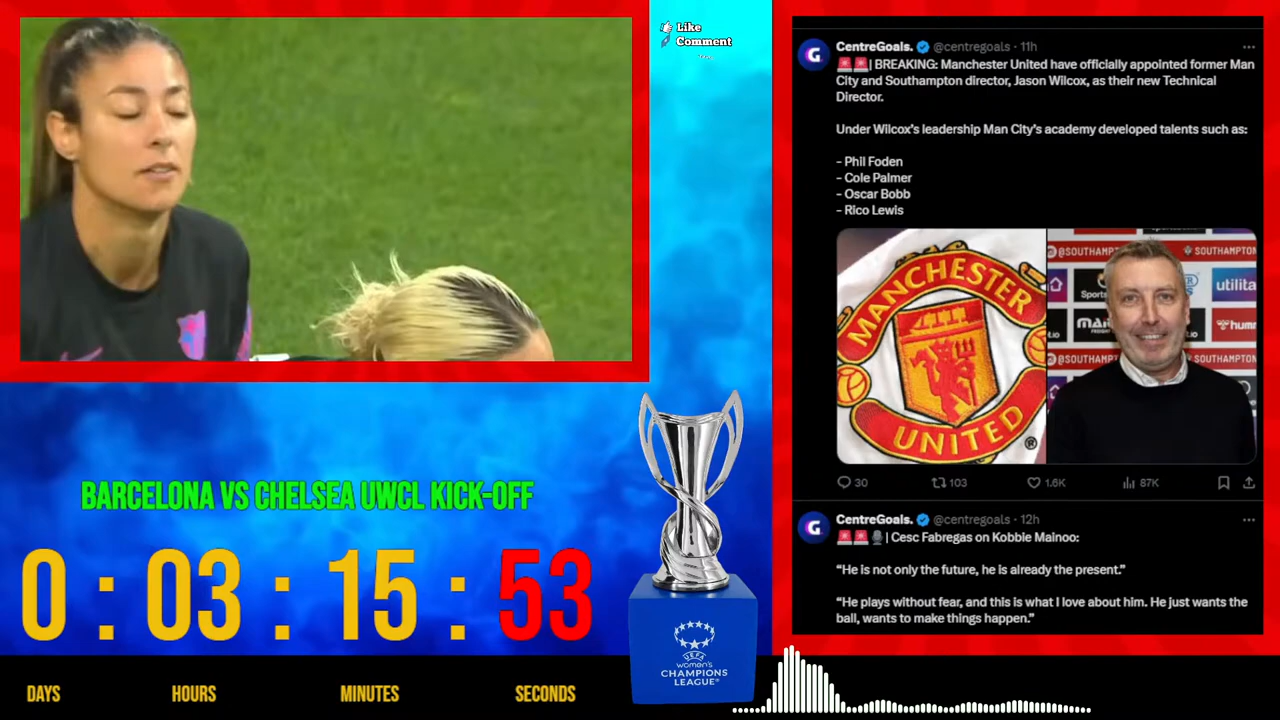 Like
Comment
CentreGoals. @centregoals · 11h
🚨🚨| BREAKING: Manchester United have officially appointed former Man
City and Southampton director, Jason Wilcox, as their new Technical
Director.
Under Wilcox's leadership Man City's academy developed talents such as:
- Phil Foden
- Cole Palmer
- Oscar Bobb
- Rico Lewis
MANCHESTER
UNITED
®
@SOUTHAMPTON
SOUTHAMPTON
utilita
@SOUTHAMPTON
SOUTHAMPTON
30
103
1.6K
87K
CentreGoals. @centregoals · 12h
🚨🚨🎙| Cesc Fabregas on Kobbie Mainoo:
"He is not only the future, he is already the present."
"He plays without fear, and this is what I love about him. He just wants the
ball, wants to make things happen."
BARCELONA VS CHELSEA UWCL KICK-OFF
0 : 03 : 15 : 53
DAYS
HOURS
MINUTES
SECONDS
UEFA
women's
CHAMPIONS
LEAGUE®